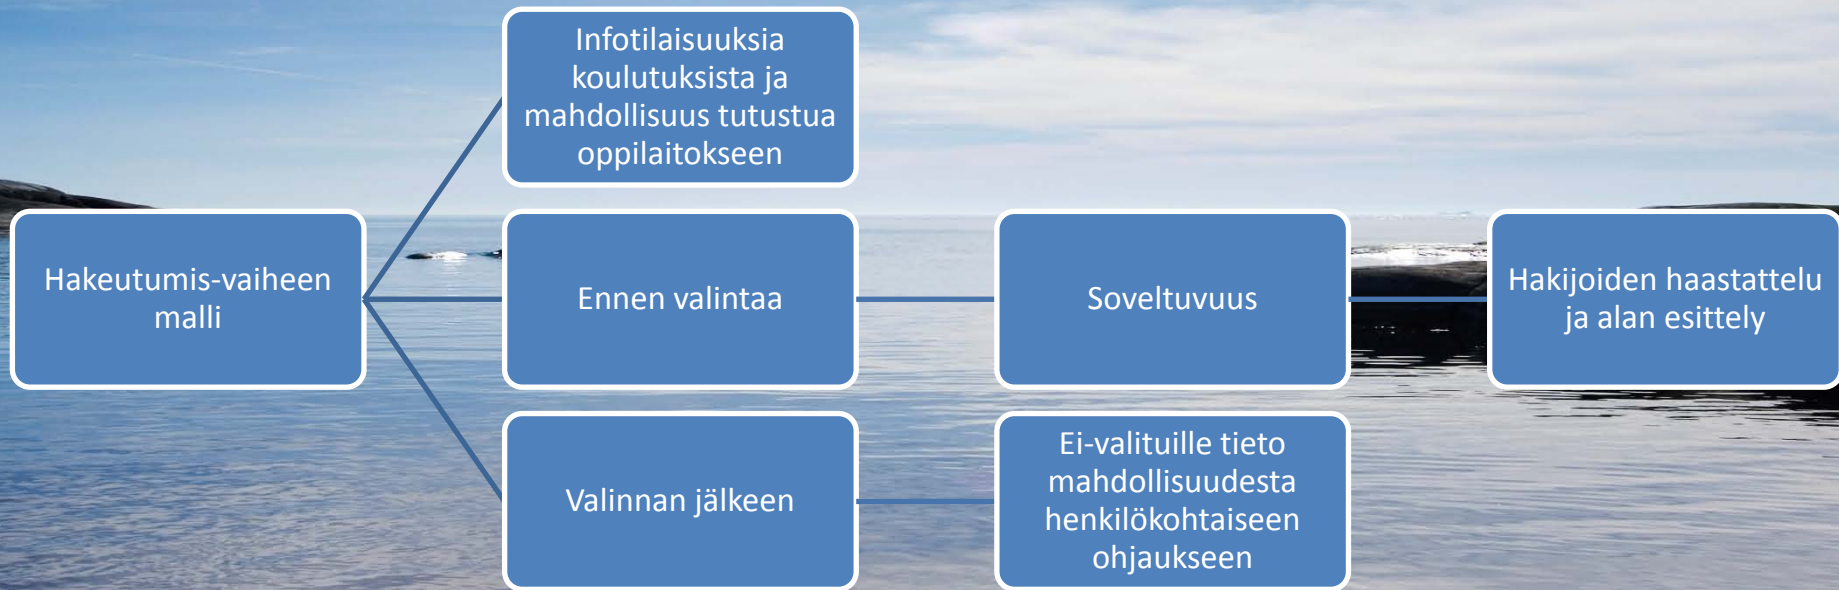 Hakeutumis-vaiheen
malli
Infotilaisuuksia
koulutuksista ja
mahdollisuus tutustua
oppilaitokseen
Ennen valintaa
Soveltuvuus
Hakijoiden haastattelu
ja alan esittely
Valinnan jälkeen
Ei-valituille tieto
mahdollisuudesta
henkilökohtaiseen
ohjaukseen